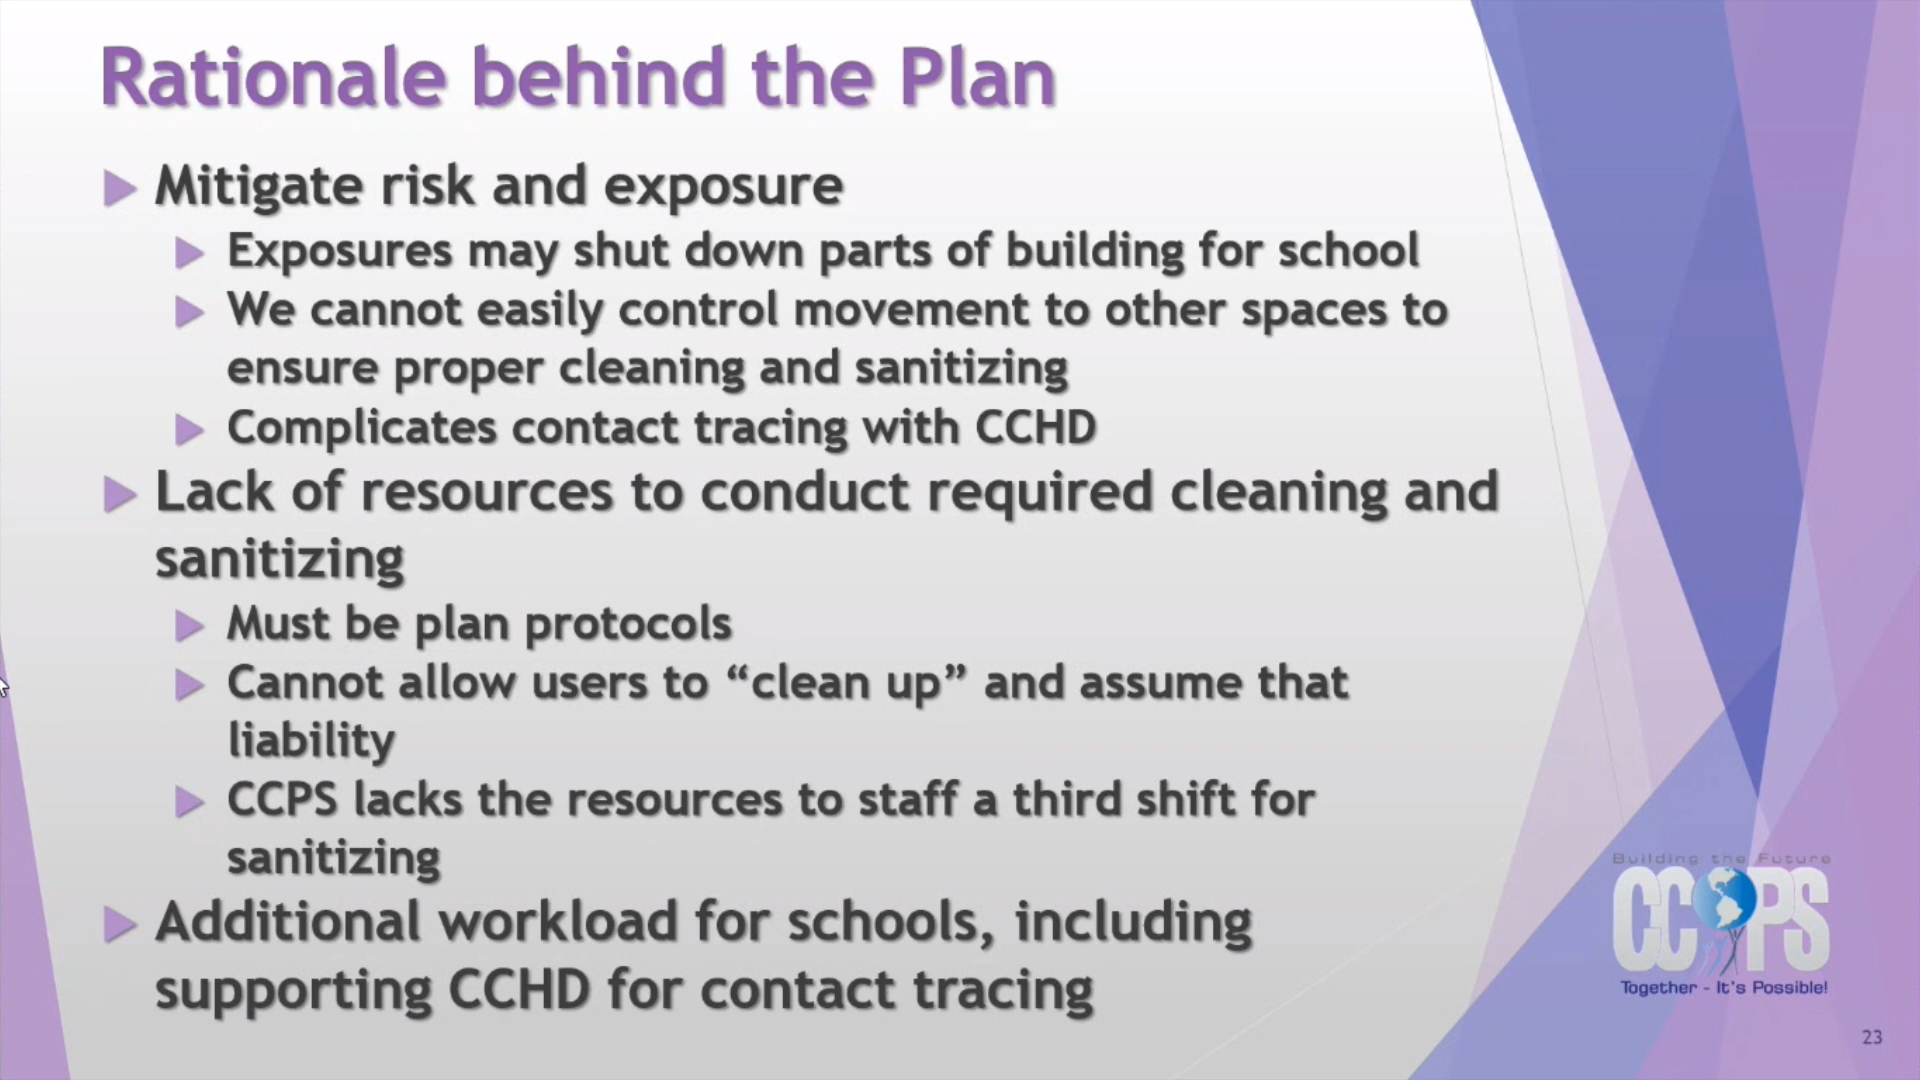 Rationale behind the Plan
Mitigate risk and exposure
Exposures may shut down parts of building for school
We cannot easily control movement to other spaces to
ensure proper cleaning and sanitizing
Complicates contact tracing with CCHD
Lack of resources to conduct required cleaning and
sanitizing
Must be plan protocols
Cannot allow users to “clean up” and assume that
liability
CCPS lacks the resources to staff a third shift for
sanitizing
Additional workload for schools, including
supporting CCHD for contact tracing
Building the Future
CCPS
Together - It's Possible!
23